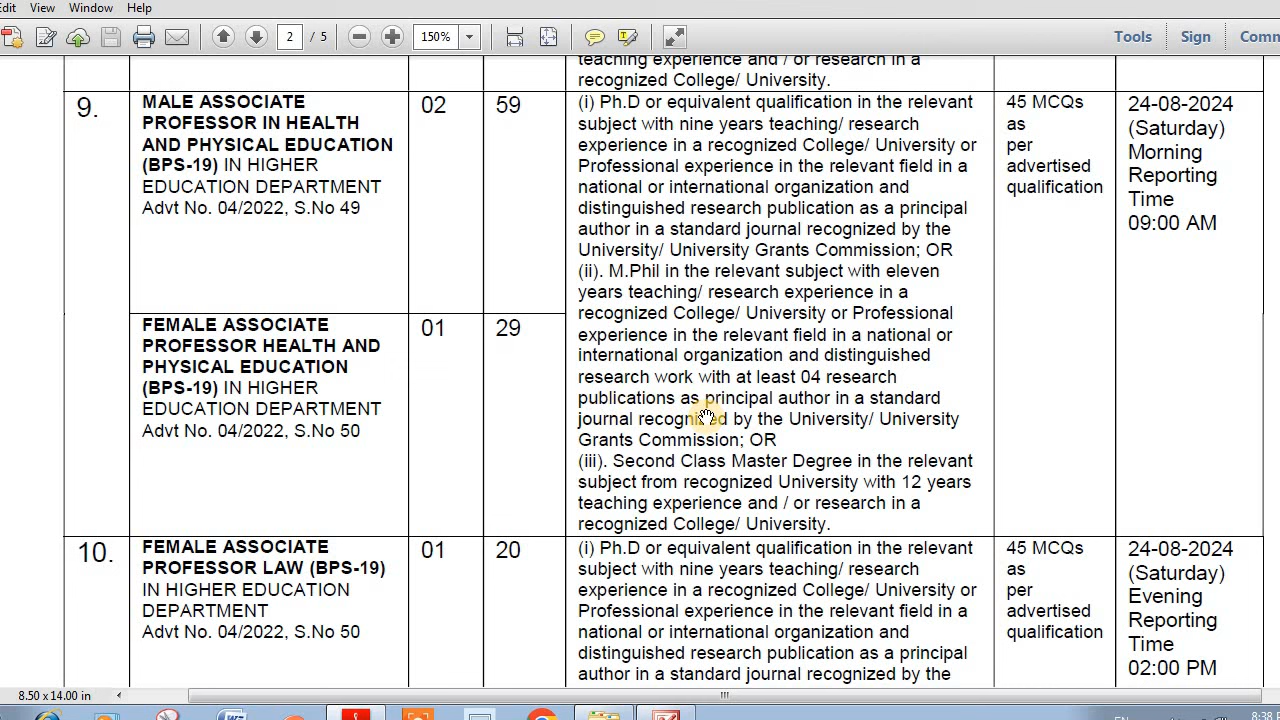 Edit View Window Help
2 / 5 150% Tools Sign Comm
teaching experience and / or research in a
recognized College/ University.
9.
MALE ASSOCIATE
PROFESSOR IN HEALTH
AND PHYSICAL EDUCATION
(BPS-19) IN HIGHER
EDUCATION DEPARTMENT
Advt No. 04/2022, S.No 49
02
59
FEMALE ASSOCIATE
PROFESSOR HEALTH AND
PHYSICAL EDUCATION
(BPS-19) IN HIGHER
EDUCATION DEPARTMENT
Advt No. 04/2022, S.No 50
01
29
(i) Ph.D or equivalent qualification in the relevant
subject with nine years teaching/ research
experience in a recognized College/ University or
Professional experience in the relevant field in a
national or international organization and
distinguished research publication as a principal
author in a standard journal recognized by the
University/ University Grants Commission; OR
(ii). M.Phil in the relevant subject with eleven
years teaching/ research experience in a
recognized College/ University or Professional
experience in the relevant field in a national or
international organization and distinguished
research work with at least 04 research
publications as principal author in a standard
journal recognized by the University/ University
Grants Commission; OR
(iii). Second Class Master Degree in the relevant
subject from recognized University with 12 years
teaching experience and / or research in a
recognized College/ University.
45 MCQs
as
per
advertised
qualification
24-08-2024
(Saturday)
Morning
Reporting
Time
09:00 AM
10.
FEMALE ASSOCIATE
PROFESSOR LAW (BPS-19)
IN HIGHER EDUCATION
DEPARTMENT
Advt No. 04/2022, S.No 50
01
20
(i) Ph.D or equivalent qualification in the relevant
subject with nine years teaching/ research
experience in a recognized College/ University or
Professional experience in the relevant field in a
national or international organization and
distinguished research publication as a principal
author in a standard journal recognized by the
45 MCQs
as
per
advertised
qualification
24-08-2024
(Saturday)
Evening
Reporting
Time
02:00 PM
8.50 x 14.00 in
EN 8:38 P